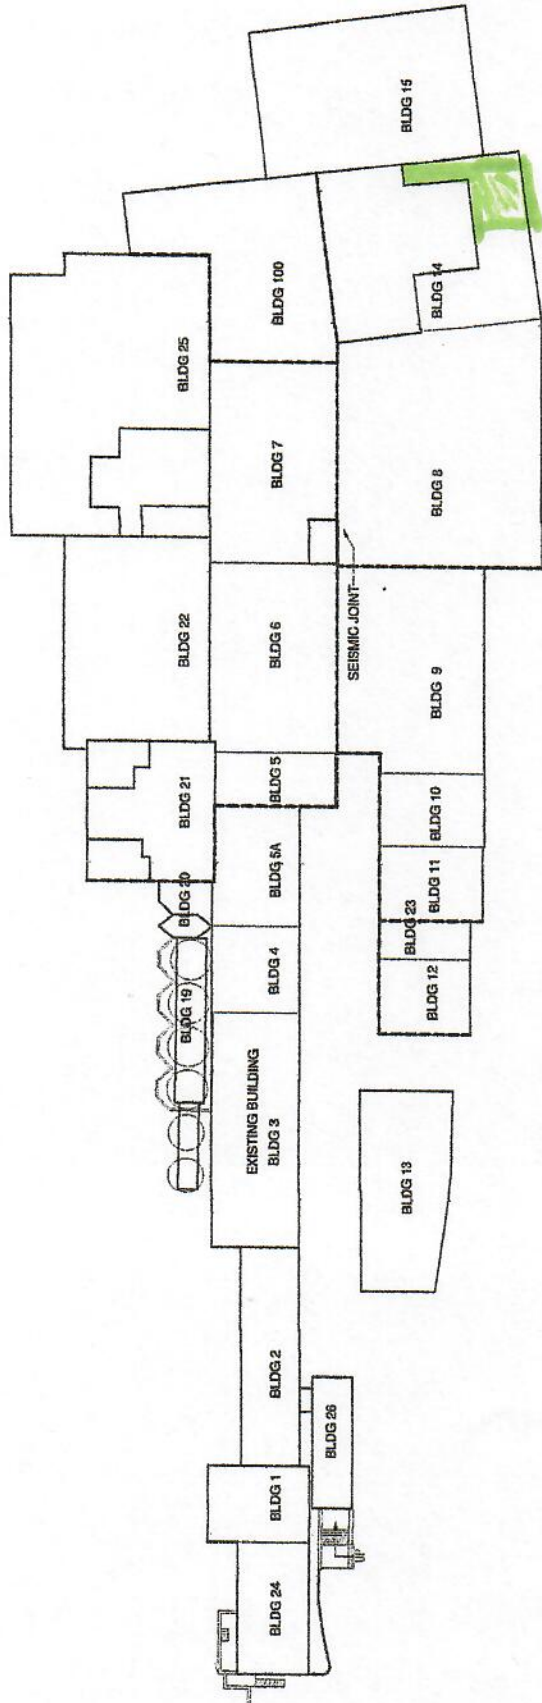 BLDG 15
BLDG 14
BLDG 100
BLDG 25
BLDG 7
BLDG 8
SEISMIC JOINT
BLDG 22
BLDG 6
BLDG 9
BLDG 21
BLDG 5
BLDG 10
BLDG 20
BLDG 5A
BLDG 11
BLDG 23
BLDG 19
BLDG 4
BLDG 12
EXISTING BUILDING
BLDG 3
BLDG 13
BLDG 2
BLDG 26
BLDG 1
UP
BLDG 24